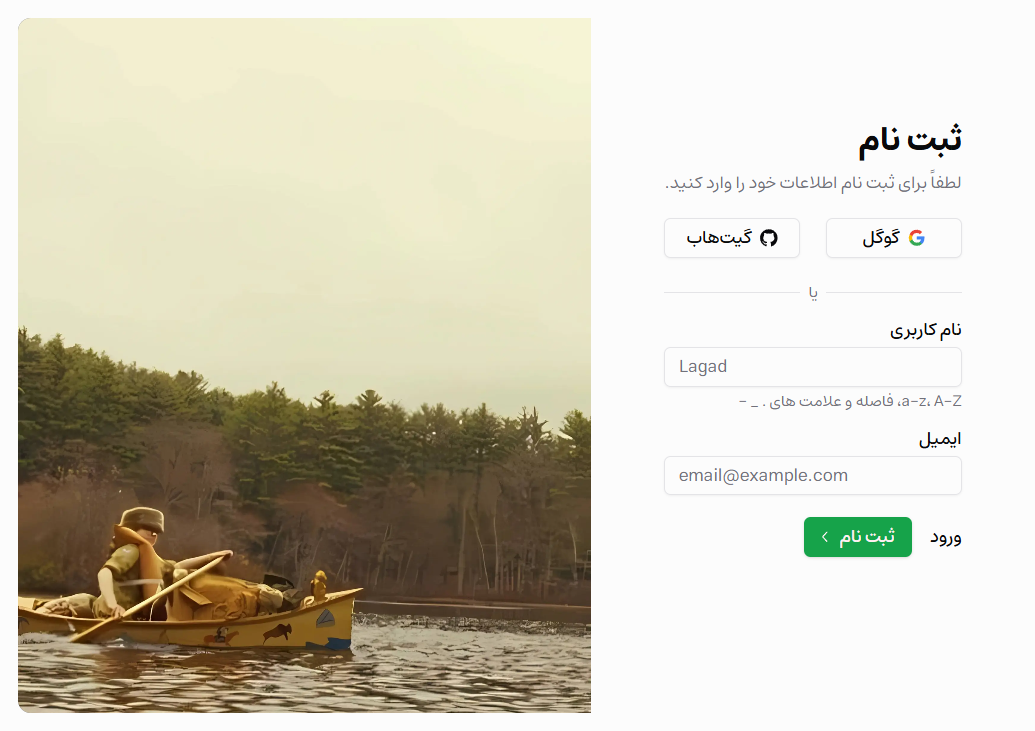 ثبت نام
لطفاً برای ثبت نام اطلاعات خود را وارد کنید.
گوگل
گیت‌هاب
یا
نام کاربری
Lagad
a-z، A-Z، فاصله و علامت های . _ -
ایمیل
email@example.com
ورود
ثبت نام